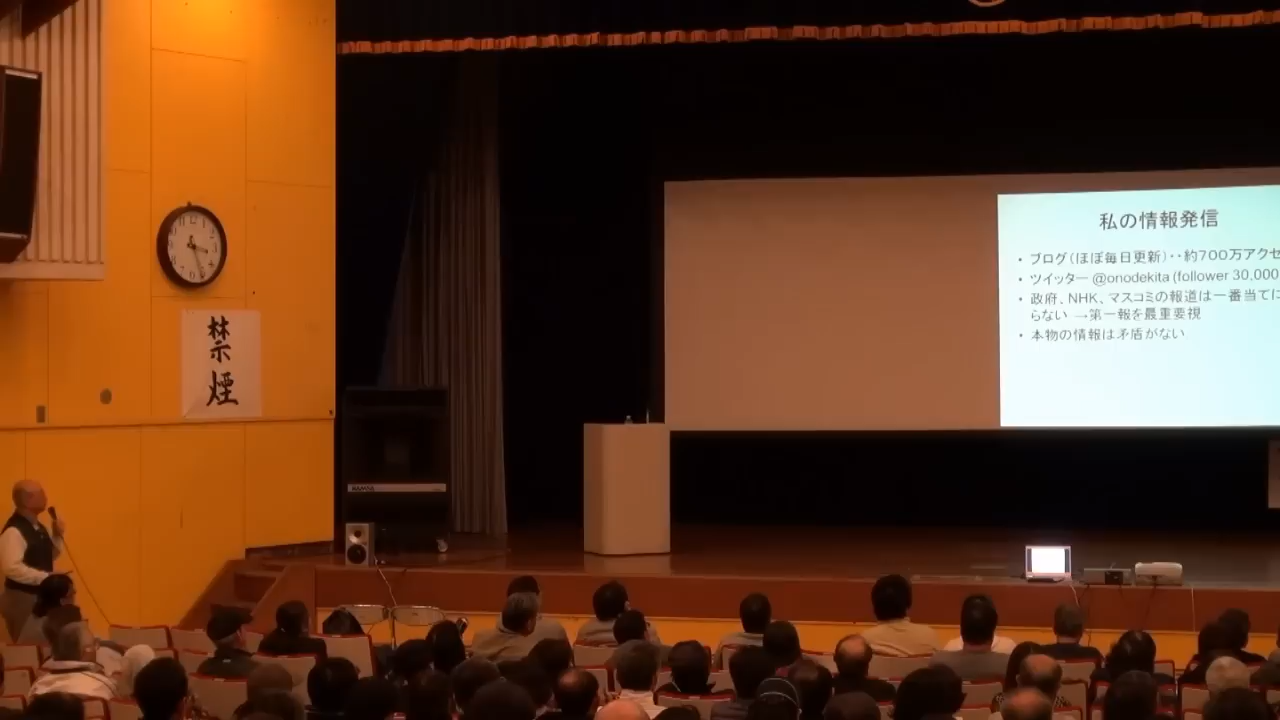 禁煙
私の情報発信
・ブログ(ほぼ毎日更新)‥約700万アクセ
・ツイッター @onodekita (follower 30,000
・政府、NHK、マスコミの報道は一番当てに
らない →第一報を最重要視
・本物の情報は矛盾がない